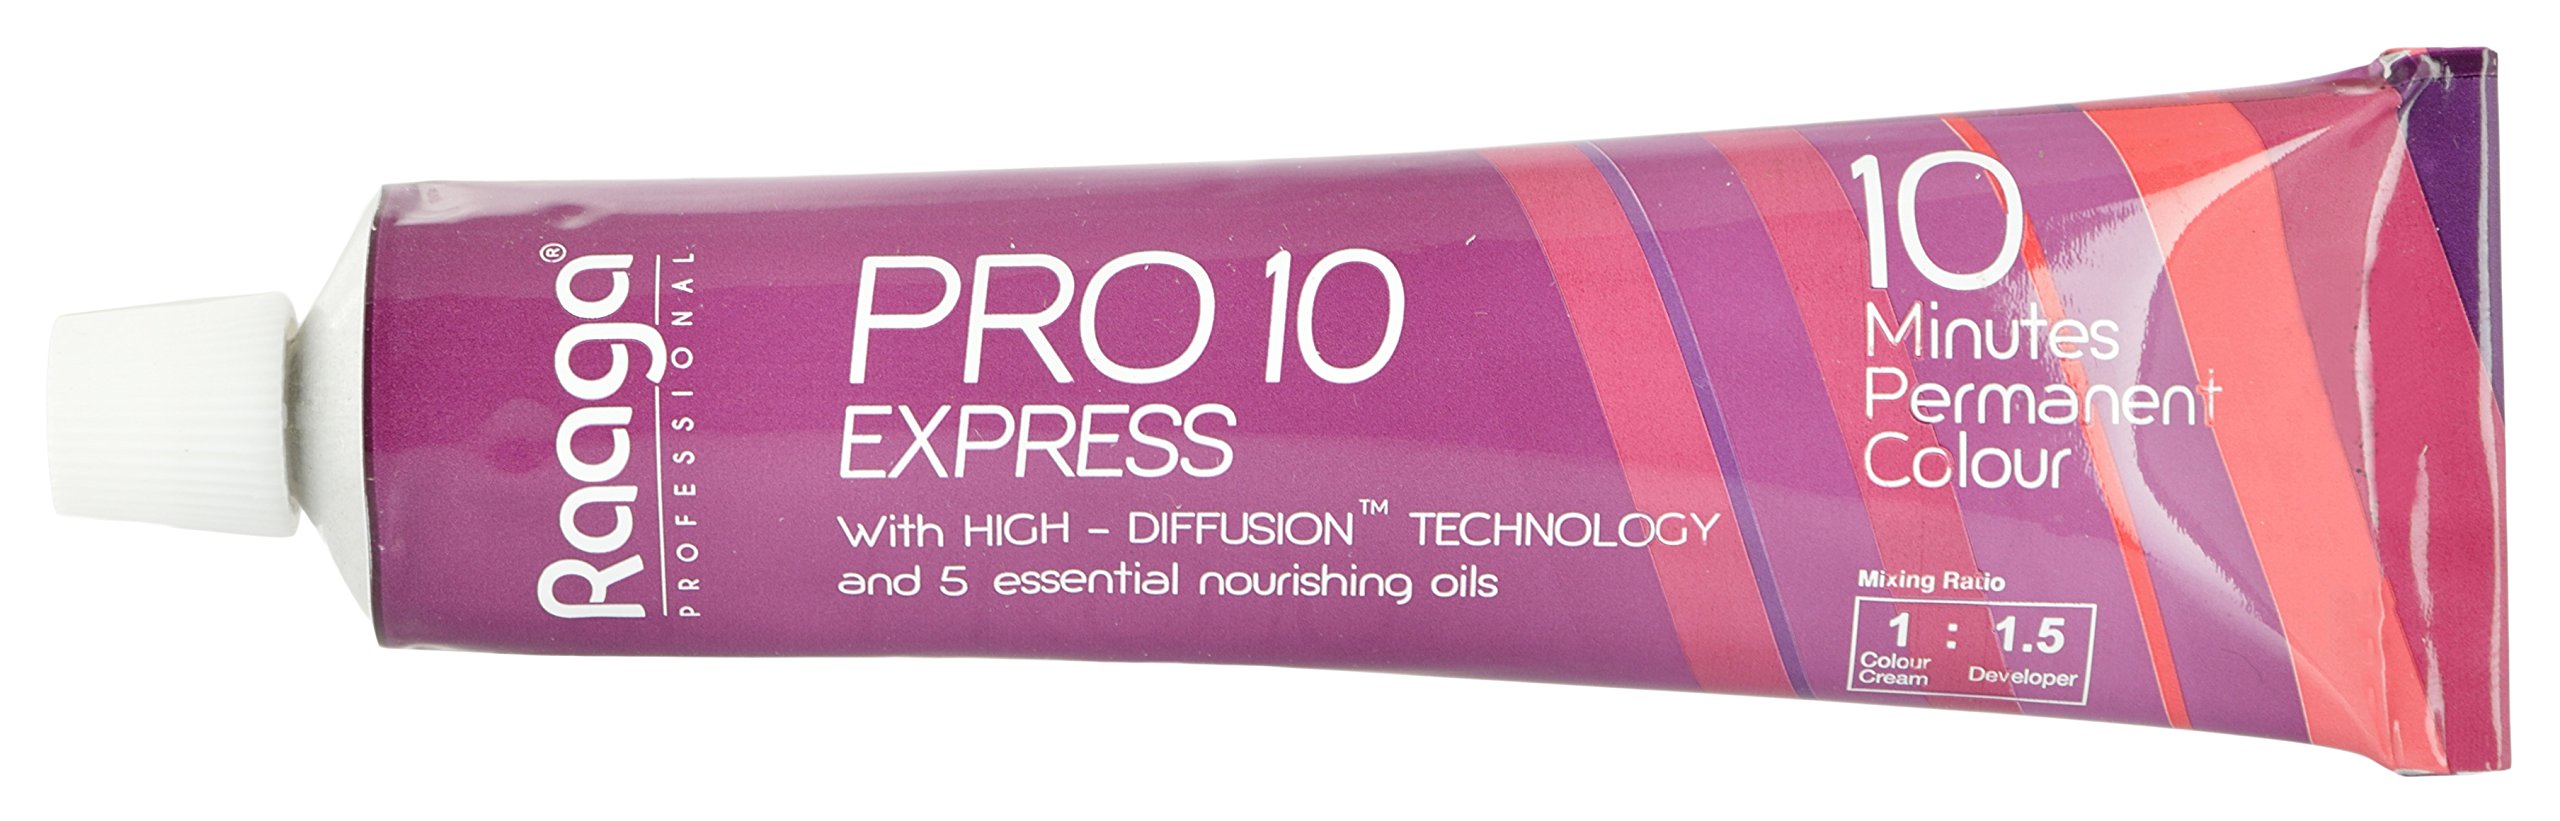 Raaga®
PROFESSIONAL
PRO 10
EXPRESS
With HIGH - DIFFUSION™ TECHNOLOGY
and 5 essential nourishing oils
10
Minutes
Permanent
Colour
Mixing Ratio
1 : 1.5
Colour Developer
Cream